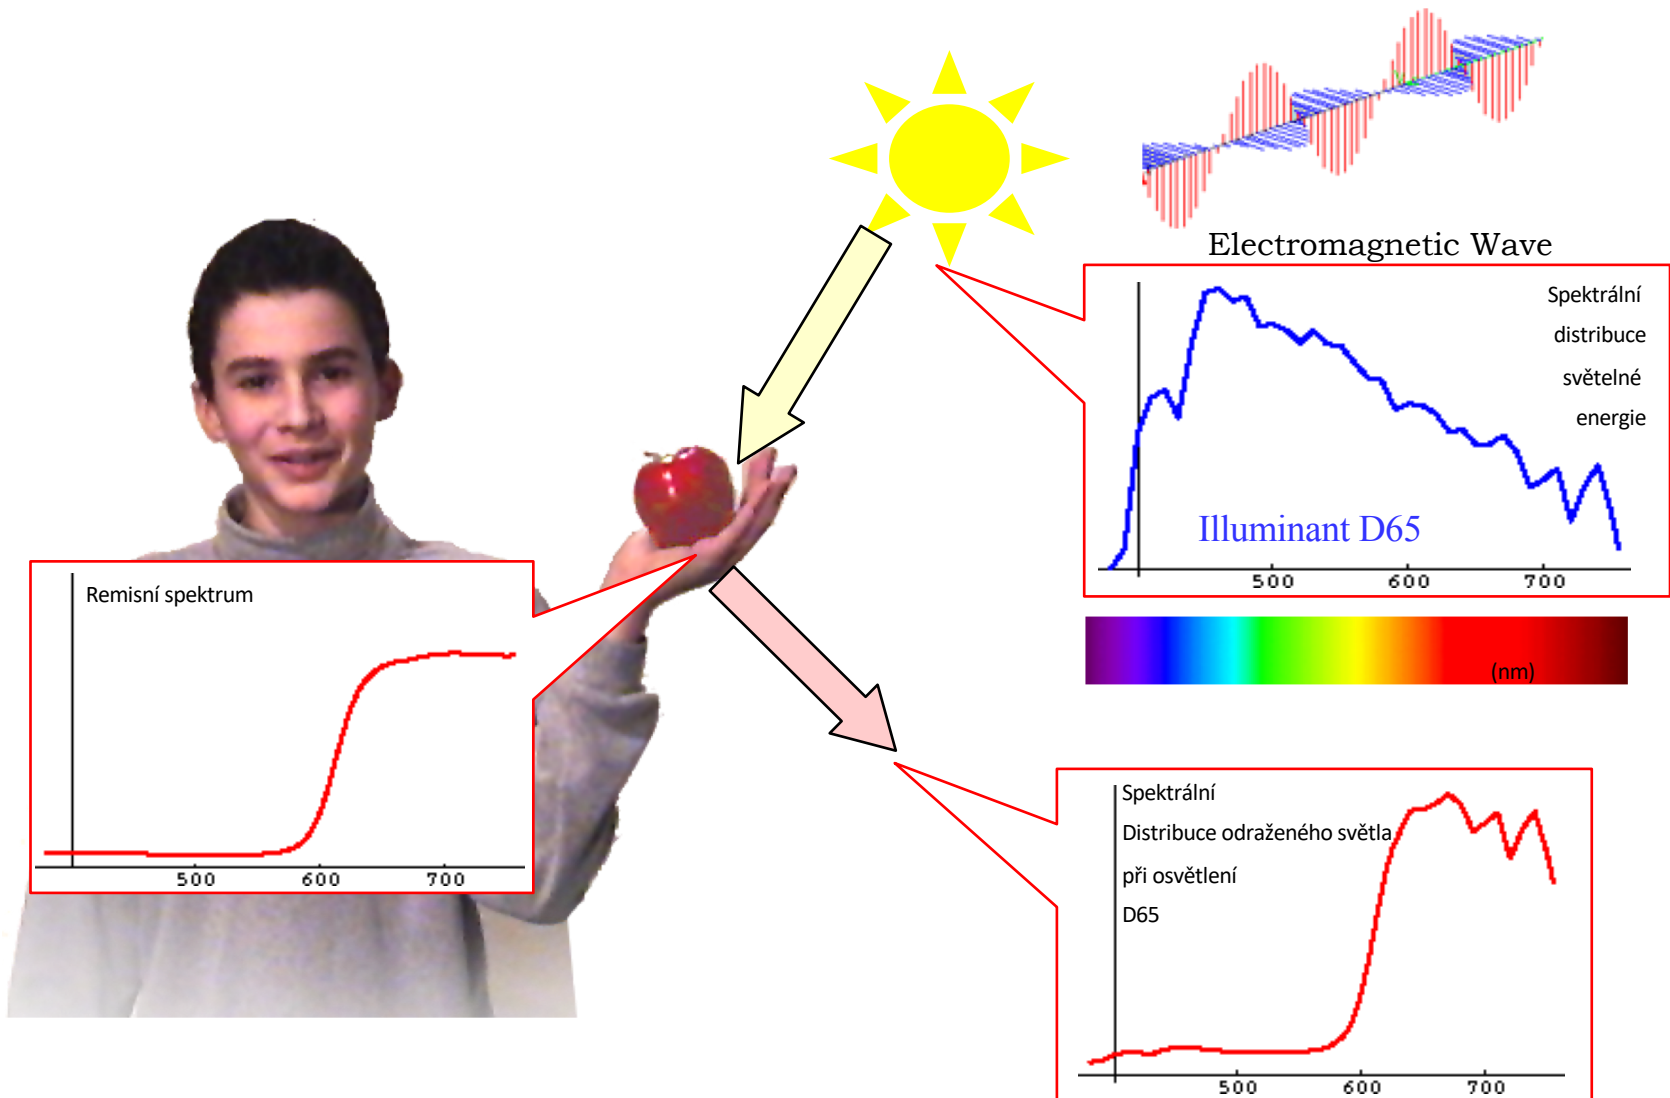 Electromagnetic Wave
Spektrální
distribuce
světelné
energie
Illuminant D65
500 600 700
(nm)
Remisní spektrum
500 600 700
Spektrální
Distribuce odraženého světla
při osvětlení
D65
500 600 700